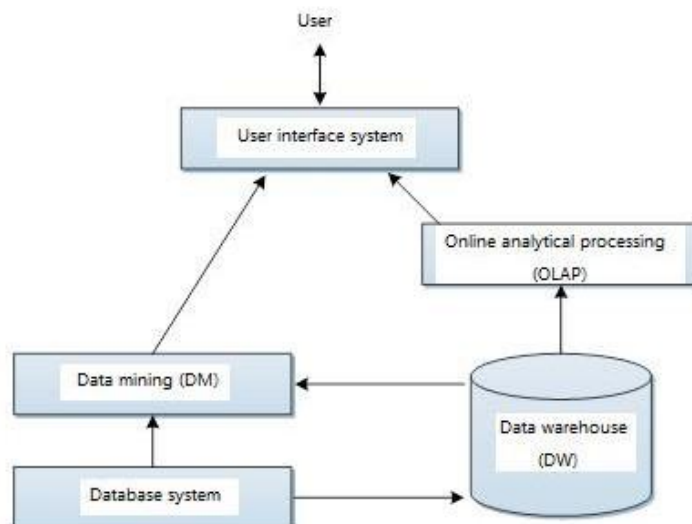 User
User interface system
Online analytical processing
(OLAP)
Data mining (DM)
Data warehouse
(DW)
Database system